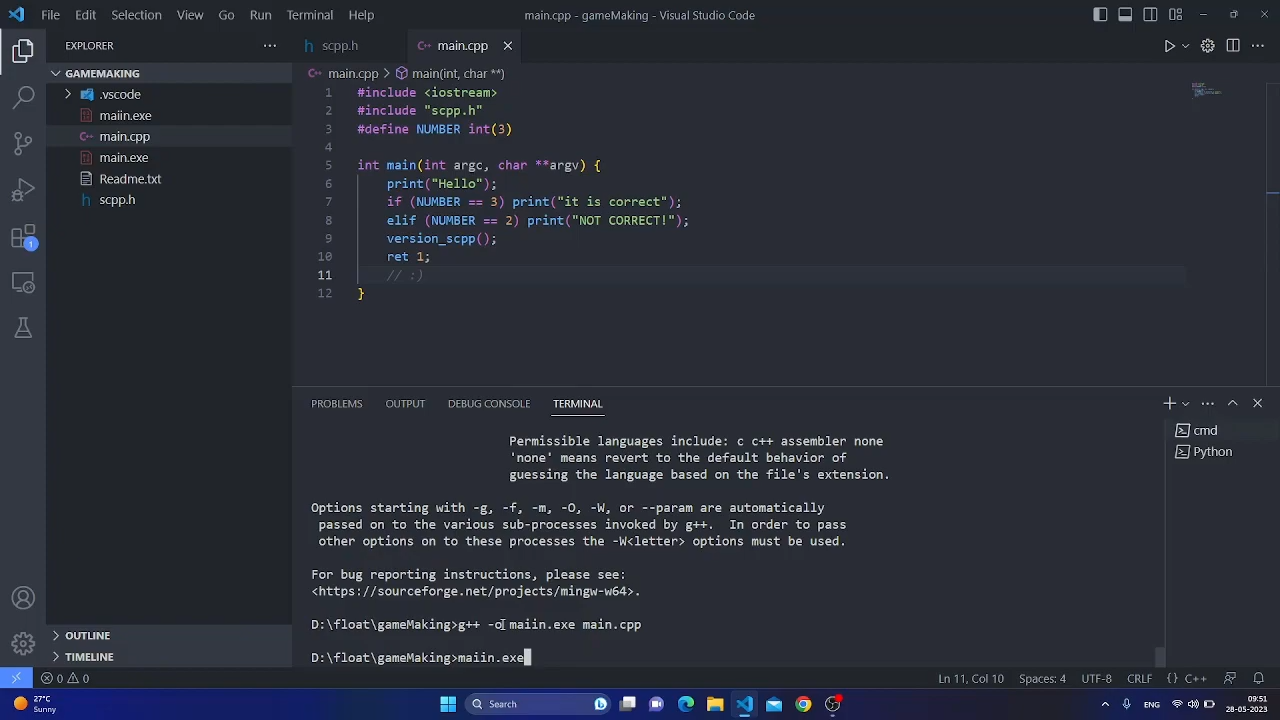 File Edit Selection View Go Run Terminal Help
main.cpp - gameMaking - Visual Studio Code
EXPLORER
scpp.h
C++ main.cpp
GAMEMAKING
.vscode
maiin.exe
main.cpp
main.exe
Readme.txt
scpp.h
1
main.cpp > main(int, char **)
1 #include <iostream>
2 #include "scpp.h"
3 #define NUMBER int(3)
4
5 int main(int argc, char **argv) {
6 print("Hello");
7 if (NUMBER == 3) print("it is correct");
8 elif (NUMBER == 2) print("NOT CORRECT!");
9 version_scpp();
10 ret 1;
11 // :)
12 }
PROBLEMS OUTPUT DEBUG CONSOLE TERMINAL
cmd
Python
Permissible languages include: c c++ assembler none
'none' means revert to the default behavior of
guessing the language based on the file's extension.
Options starting with -g, -f, -m, -O, -W, or --param are automatically
passed on to the various sub-processes invoked by g++. In order to pass
other options on to these processes the -W<letter> options must be used.
For bug reporting instructions, please see:
<https://sourceforge.net/projects/mingw-w64>.
D:\float\gameMaking>g++ -o maiin.exe main.cpp
D:\float\gameMaking>maiin.exe
OUTLINE
TIMELINE
0 0
Ln 11, Col 10 Spaces: 4 UTF-8 CRLF {} C++
27°C
Sunny
Search
ENG
09:51
28-05-2023